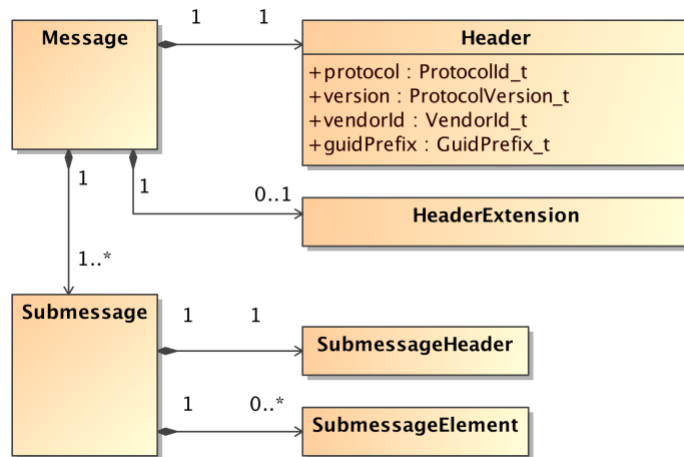 1 1
Message
Header
+protocol : ProtocolId_t
+version : ProtocolVersion_t
+vendorId : VendorId_t
+guidPrefix : GuidPrefix_t
1
1
0..1
HeaderExtension
1..*
Submessage
1 1
SubmessageHeader
1 0..*
SubmessageElement